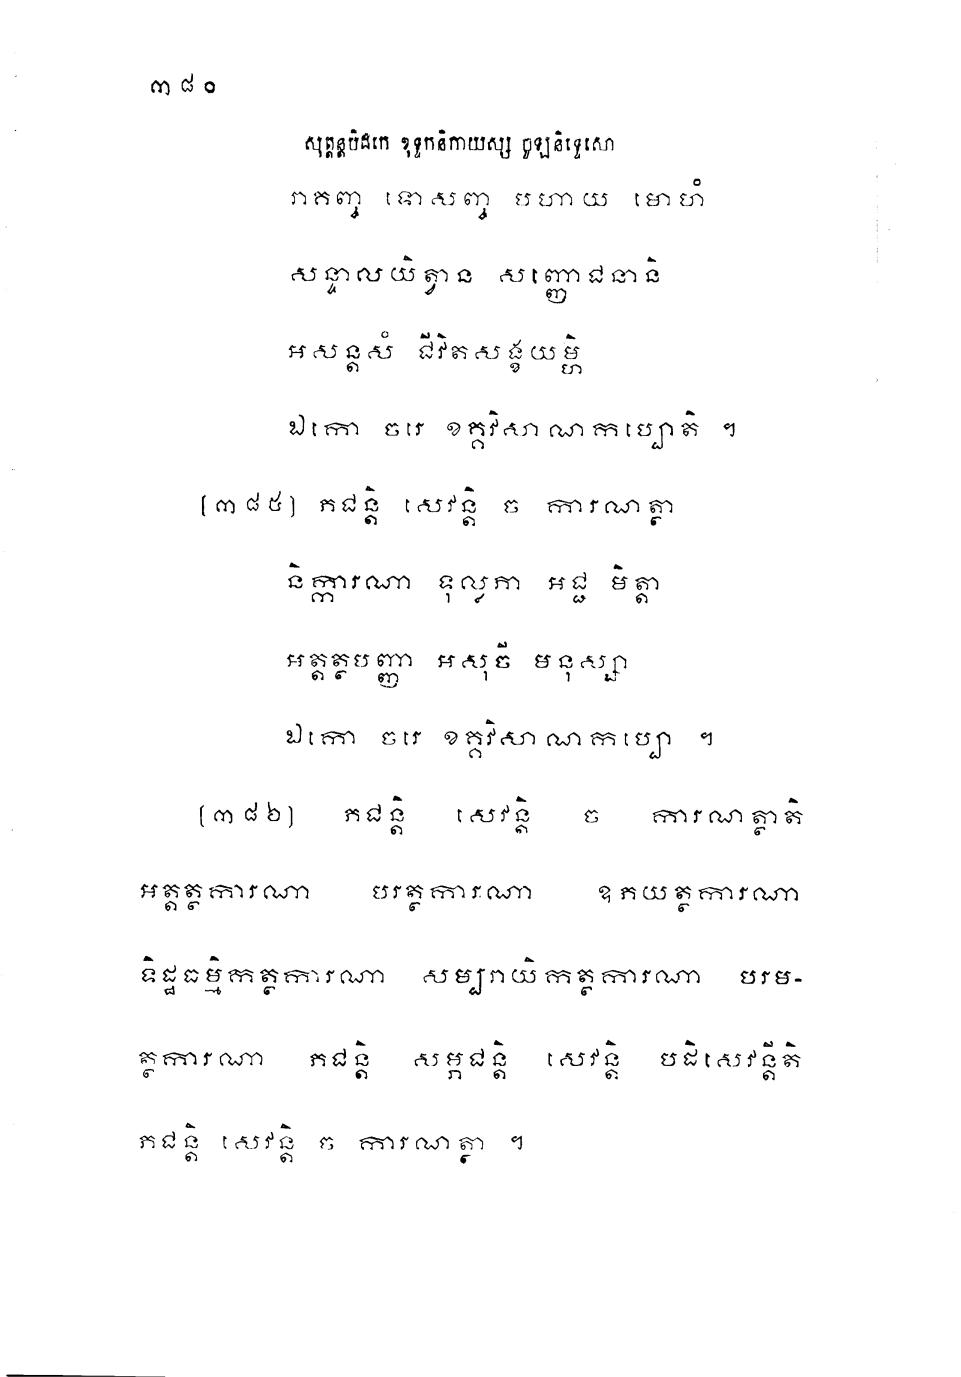 ៣៨០
សុត្តន្តបិដកេ ខុទ្ទកនិកាយស្ស ចូឡនិទ្ទេសោ
រាគញ្ច ទោសញ្ច បហាយ មោហំ
សន្ទាលយិត្វាន សញ្ញោជនានិ
អសន្តសំ ជីវិតសង្ខយម្ហិ
ឯកោ ចរេ ខគ្គវិសាណកប្បោតិ ។
[៣៨៥] ភជន្តិ សេវន្តិ ច ការណត្ថា
និក្ការណា ទុល្លភា អជ្ជ មិត្តា
អត្តត្ថបញ្ញា អសុចី មនុស្សា
ឯកោ ចរេ ខគ្គវិសាណកប្បោ ។
[៣៨៦] ភជន្តិ សេវន្តិ ច ការណត្ថាតិ
អត្តត្ថការណា បរត្ថការណា ឧភយត្ថការណា
ទិដ្ឋធម្មិកត្ថការណា សម្បរាយិកត្ថការណា បរម-
ត្ថការណា ភជន្តិ សម្ភជន្តិ សេវន្តិ បដិសេវន្តីតិ
ភជន្តិ សេវន្តិ ច ការណត្ថា ។